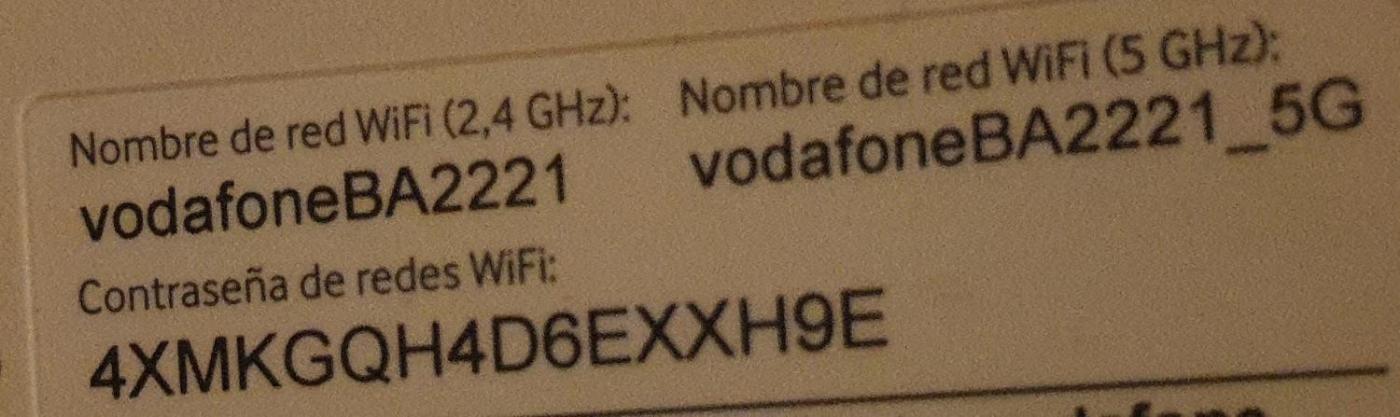 Nombre de red WiFi (2,4 GHz): Nombre de red WiFi (5 GHz):
vodafoneBA2221 vodafoneBA2221_5G
Contraseña de redes WiFi:
4XMKGQH4D6EXXH9E